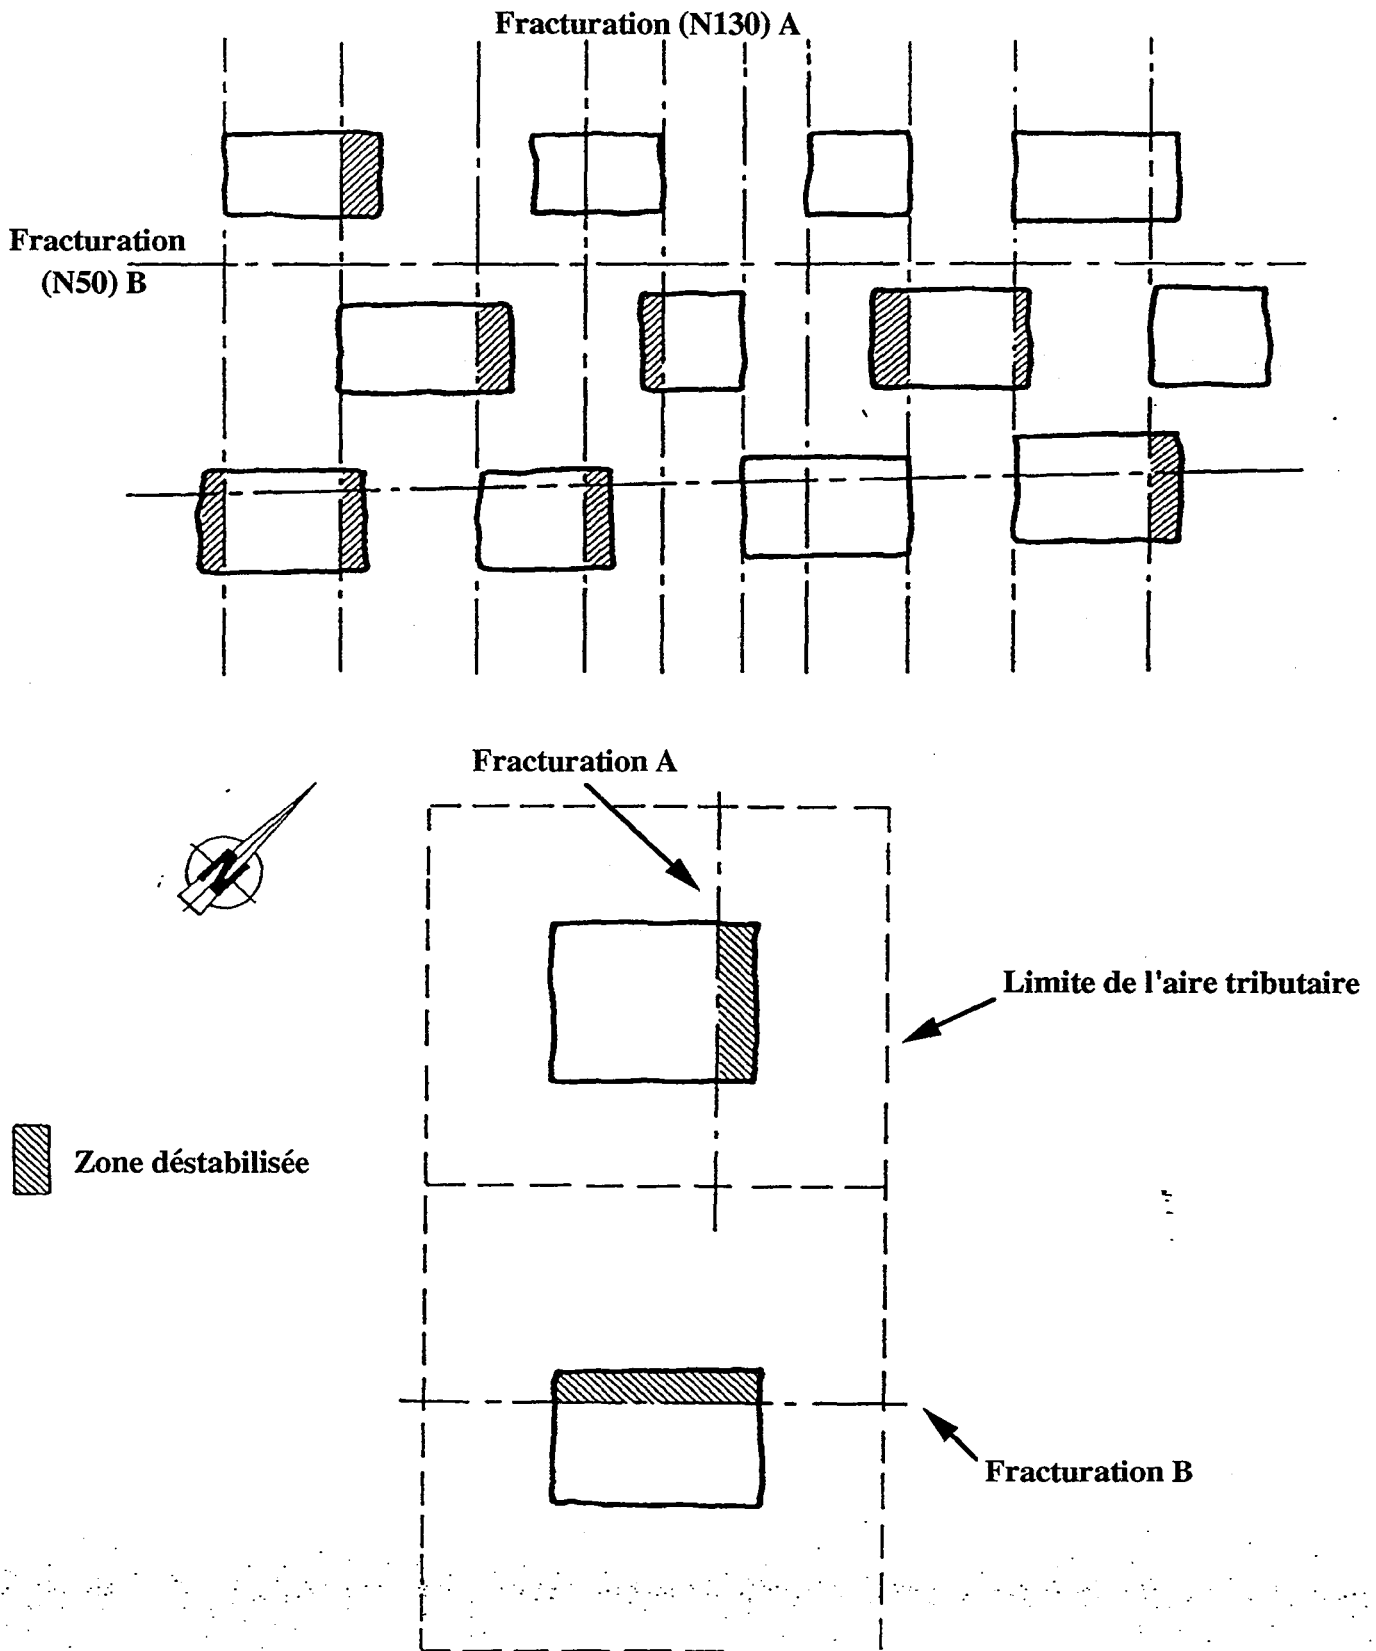 Fracturation (N130) A
Fracturation
(N50) B
Fracturation A
N
Limite de l'aire tributaire
Zone déstabilisée
Fracturation B